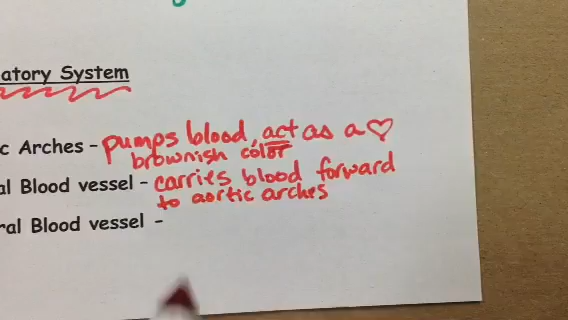 atory System
c Arches - pumps blood, act as a ♡
brownish color
al Blood vessel - carries blood forward
to aortic arches
ral Blood vessel -